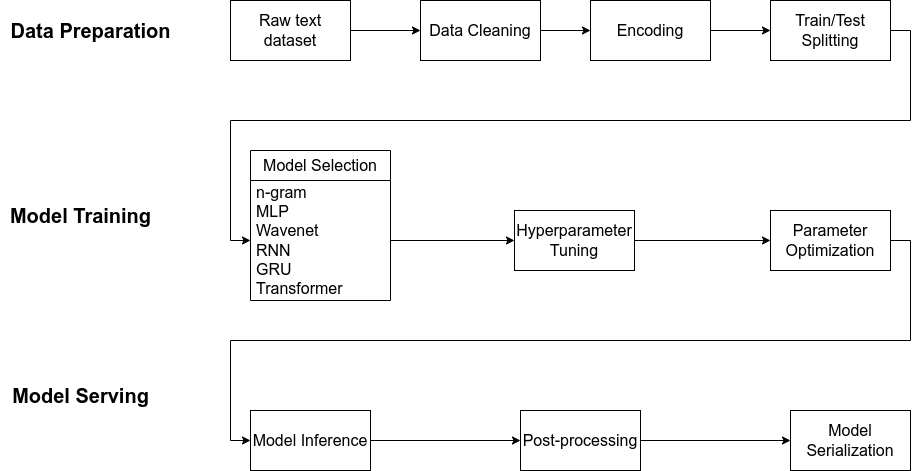 Data Preparation
Raw text
dataset
Data Cleaning
Encoding
Train/Test
Splitting
Model Training
Model Selection
n-gram
MLP
Wavenet
RNN
GRU
Transformer
Hyperparameter
Tuning
Parameter
Optimization
Model Serving
Model Inference
Post-processing
Model
Serialization